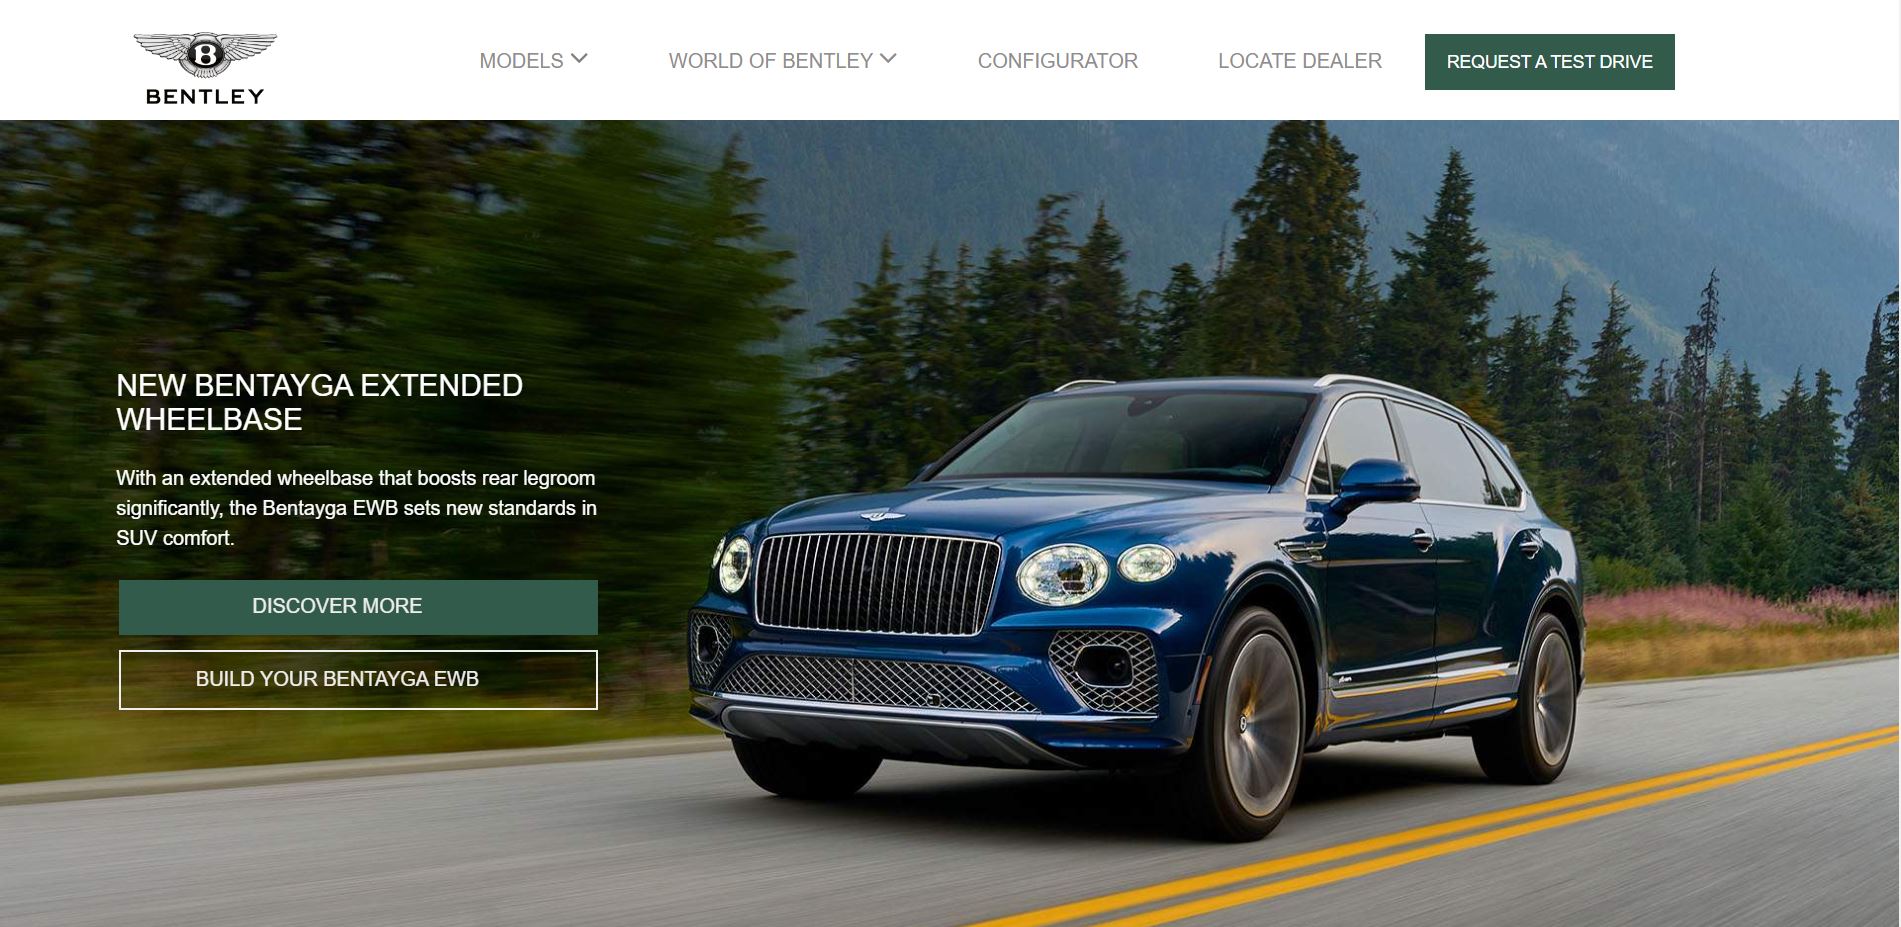 B
BENTLEY
MODELS
WORLD OF BENTLEY
CONFIGURATOR
LOCATE DEALER
REQUEST A TEST DRIVE
NEW BENTAYGA EXTENDED
WHEELBASE
With an extended wheelbase that boosts rear legroom
significantly, the Bentayga EWB sets new standards in
SUV comfort.
DISCOVER MORE
BUILD YOUR BENTAYGA EWB